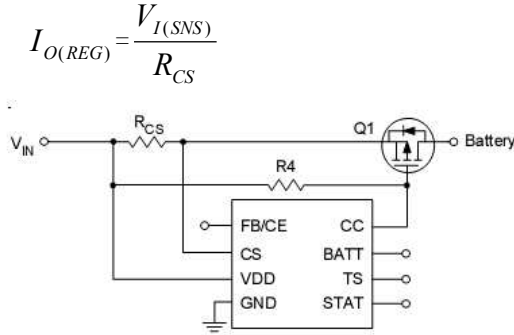 I_O(REG) = V_I(SNS) / R_CS
R_CS
Q1
V_IN
Battery
R4
FB/CE
CC
CS
BATT
VDD
TS
GND
STAT